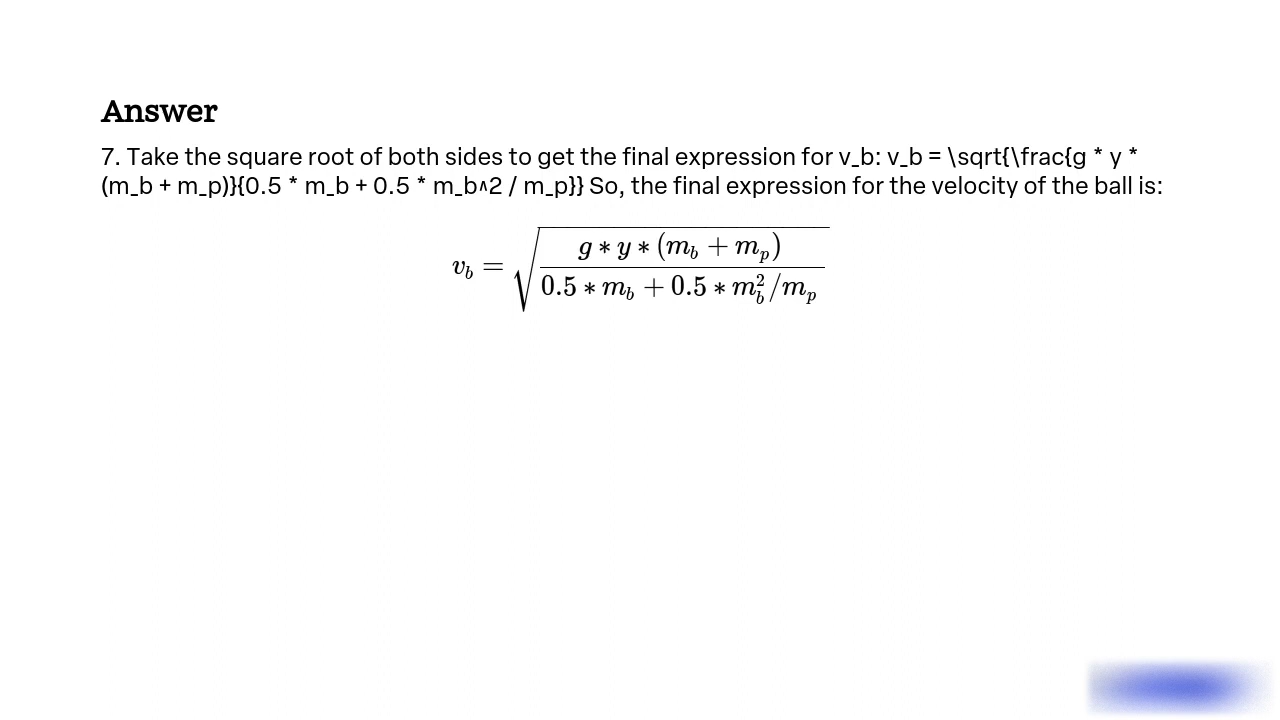 Answer
7. Take the square root of both sides to get the final expression for v_b: v_b = \sqrt{\frac{g * y *
(m_b + m_p)}{0.5 * m_b + 0.5 * m_b^2 / m_p}} So, the final expression for the velocity of the ball is:
v_b = \sqrt{\frac{g * y * (m_b + m_p)}{0.5 * m_b + 0.5 * m_b^2 / m_p}}